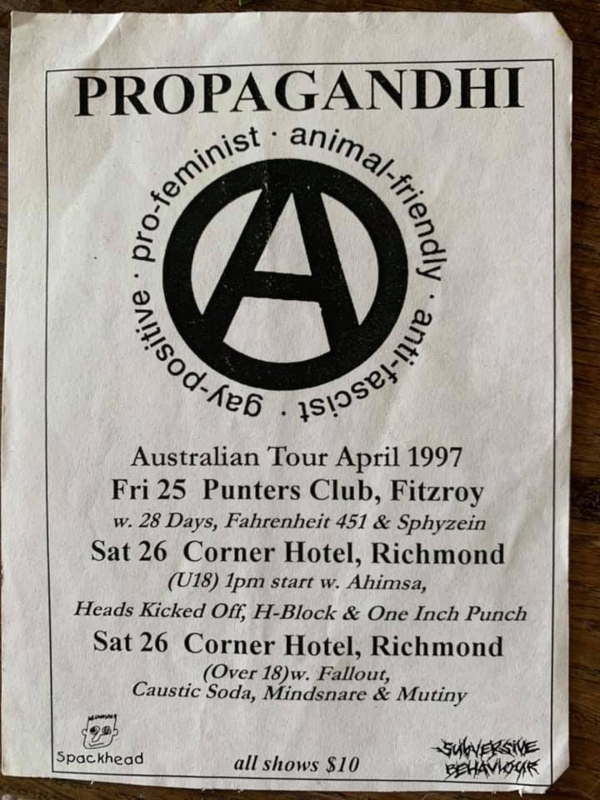 PROPAGANDHI
gay-positive · pro-feminist · animal-friendly · anti-fascist ·
A
Australian Tour April 1997
Fri 25 Punters Club, Fitzroy
w. 28 Days, Fahrenheit 451 & Sphyzein
Sat 26 Corner Hotel, Richmond
(U18) 1pm start w. Ahimsa,
Heads Kicked Off, H-Block & One Inch Punch
Sat 26 Corner Hotel, Richmond
(Over 18)w. Fallout,
Caustic Soda, Mindsnare & Mutiny
Spackhead
all shows $10
SUBVERSIVE
BEHAVIOUR